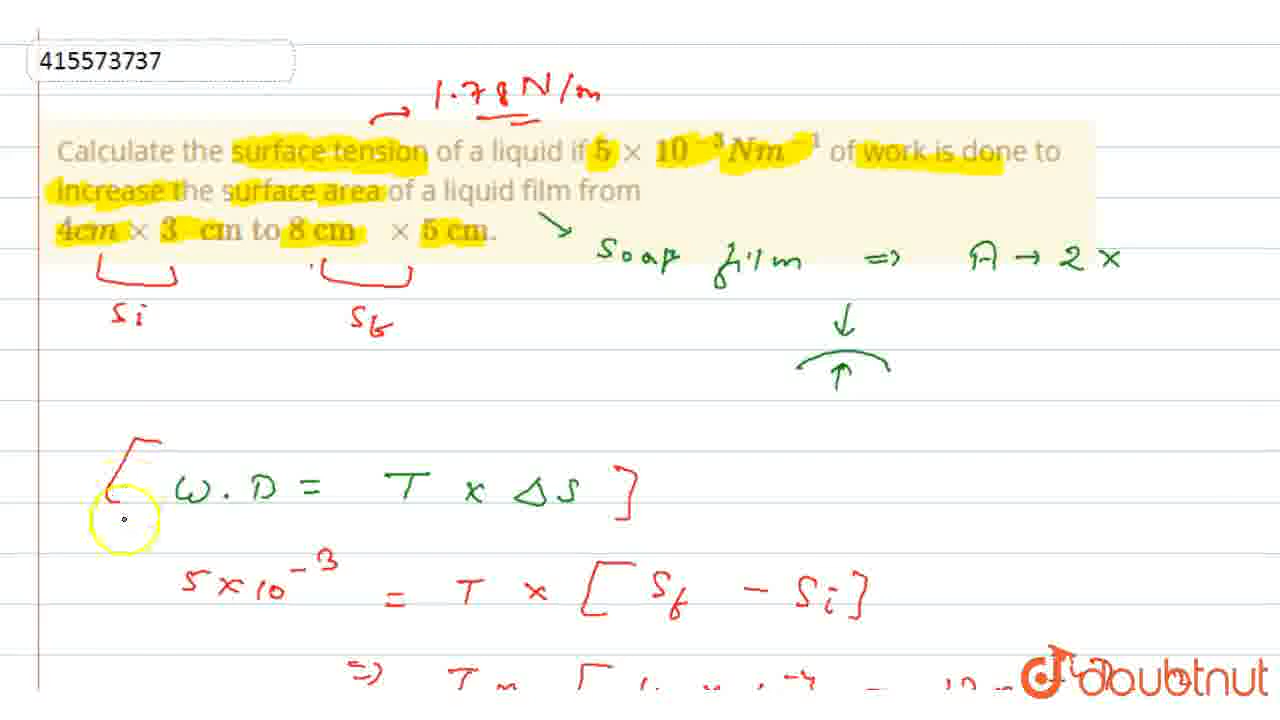 415573737
1.78 N/m
Calculate the surface tension of a liquid if 5 × 10⁻³Nm⁻¹ of work is done to
increase the surface area of a liquid film from
4cm × 3 cm to 8 cm × 5 cm.
Soap film ⇒ A → 2 x
Si Sf
W.D = T x ΔS ]
5 x 10⁻³ = T x [ Sf - Si]
doubtnut